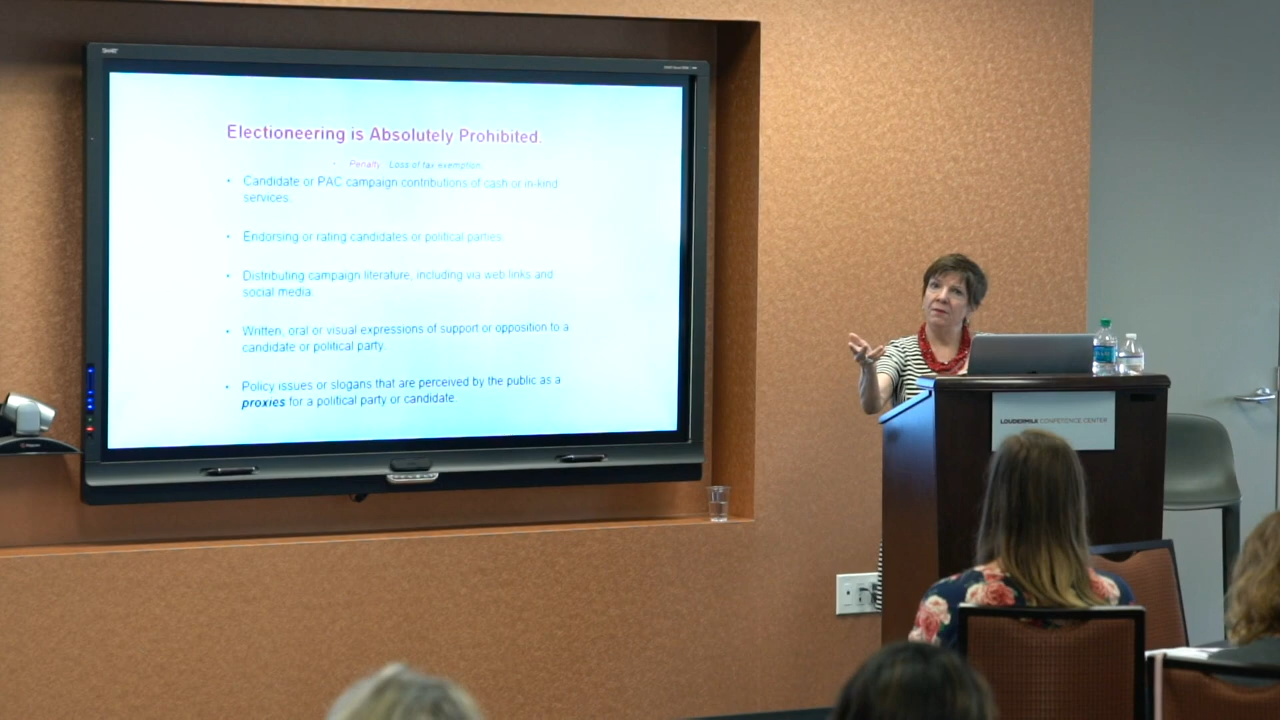 SMART
Electioneering is Absolutely Prohibited.
• Penalty: Loss of tax exemption.
• Candidate or PAC campaign contributions of cash or in-kind
services.
• Endorsing or rating candidates or political parties.
• Distributing campaign literature, including via web links and
social media.
• Written, oral or visual expressions of support or opposition to a
candidate or political party.
• Policy issues or slogans that are perceived by the public as a
proxies for a political party or candidate.
LOUDERMILK CONFERENCE CENTER